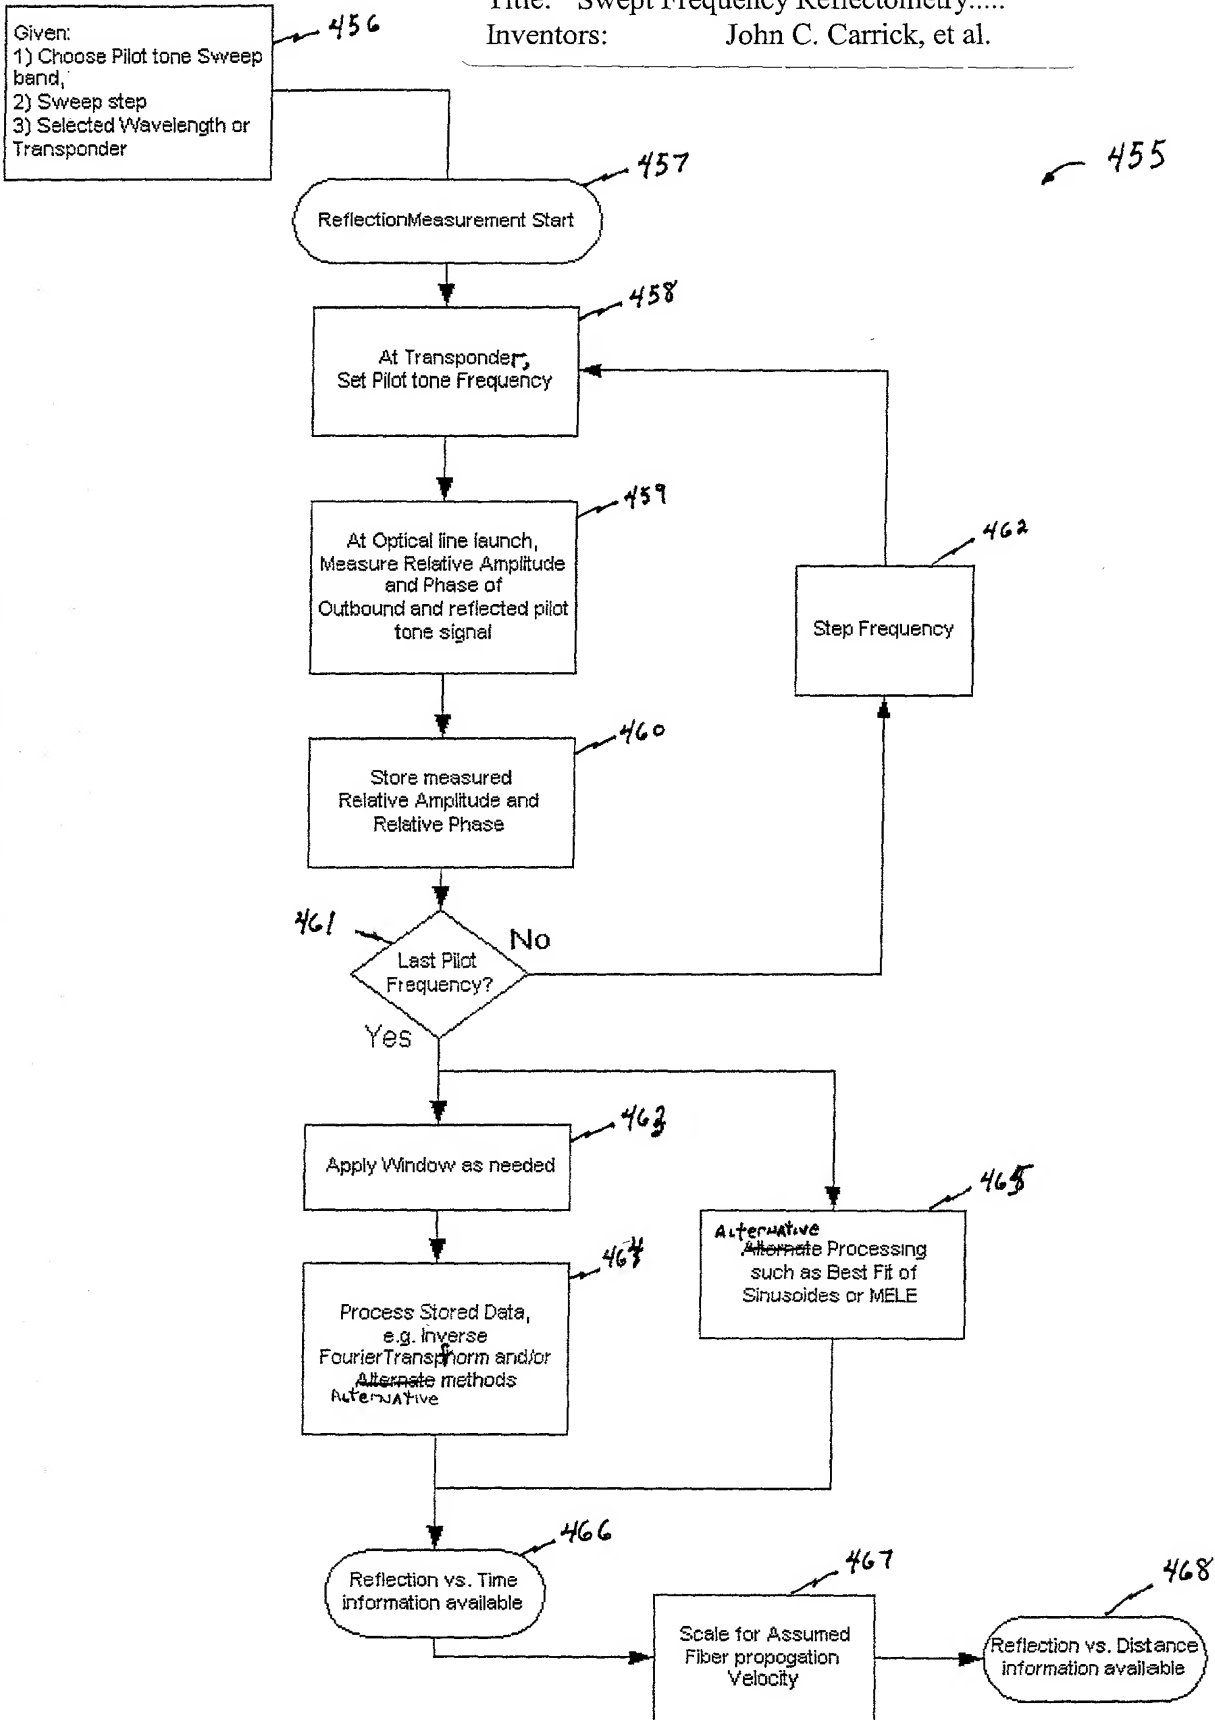 Title: Swept Frequency Reflectometry.....
Inventors: John C. Carrick, et al.
Given:
1) Choose Pilot tone Sweep
band,
2) Sweep step
3) Selected Wavelength or
Transponder
456
455
457
ReflectionMeasurement Start
458
At Transponder,
Set Pilot tone Frequency
459
At Optical line launch,
Measure Relative Amplitude
and Phase of
Outbound and reflected pilot
tone signal
462
Step Frequency
460
Store measured
Relative Amplitude and
Relative Phase
461
Last Pilot
Frequency?
No
Yes
463
Apply Window as needed
465
Alternative
Alternate Processing
such as Best Fit of
Sinusoides or MELE
464
Process Stored Data,
e.g. Inverse
FourierTransform and/or
Alternate methods
Alternative
466
Reflection vs. Time
information available
467
Scale for Assumed
Fiber propogation
Velocity
468
Reflection vs. Distance
information available